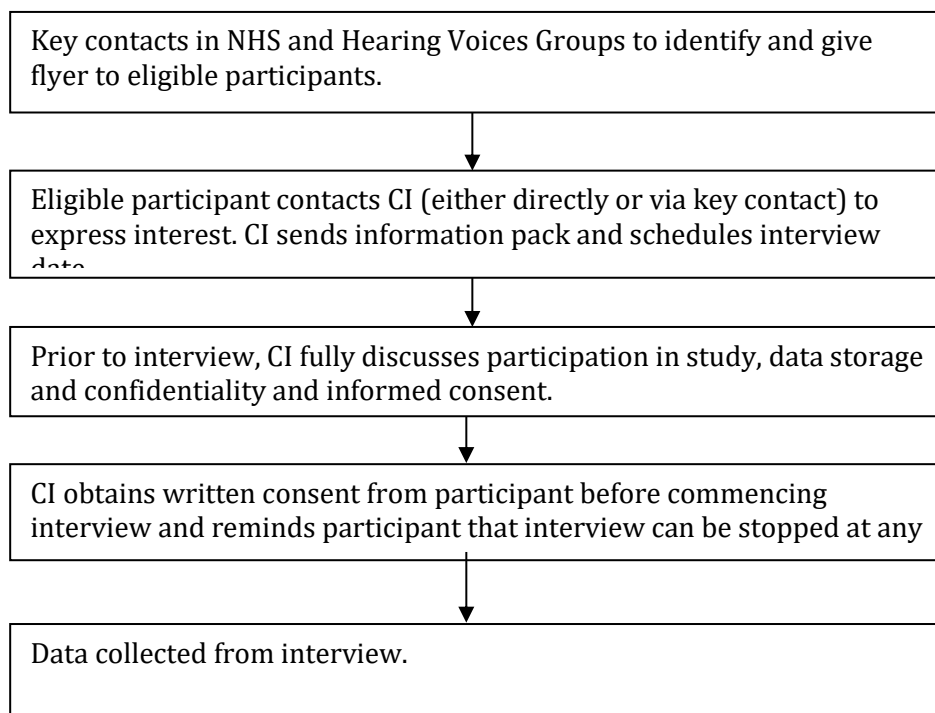 Key contacts in NHS and Hearing Voices Groups to identify and give
flyer to eligible participants.
Eligible participant contacts CI (either directly or via key contact) to
express interest. CI sends information pack and schedules interview
date
Prior to interview, CI fully discusses participation in study, data storage
and confidentiality and informed consent.
CI obtains written consent from participant before commencing
interview and reminds participant that interview can be stopped at any
Data collected from interview.